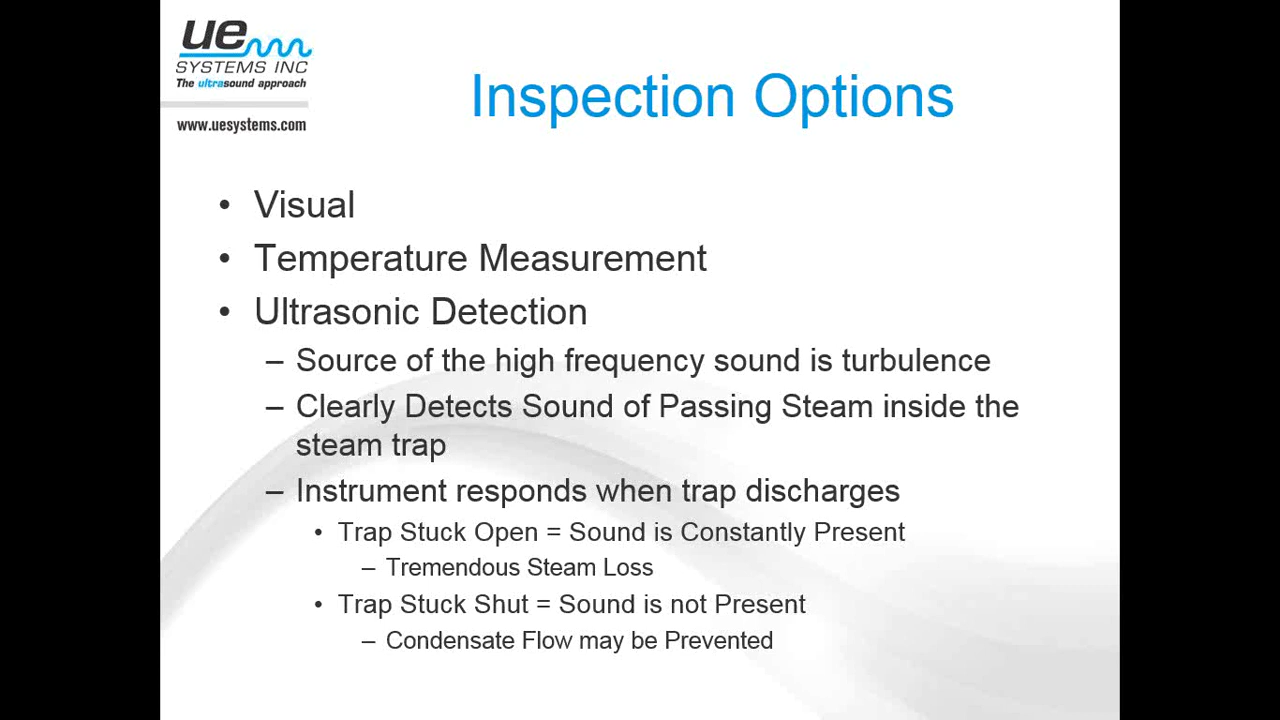 ue
SYSTEMS INC
The ultrasound approach
www.uesystems.com
Inspection Options
• Visual
• Temperature Measurement
• Ultrasonic Detection
– Source of the high frequency sound is turbulence
– Clearly Detects Sound of Passing Steam inside the
steam trap
– Instrument responds when trap discharges
• Trap Stuck Open = Sound is Constantly Present
– Tremendous Steam Loss
• Trap Stuck Shut = Sound is not Present
– Condensate Flow may be Prevented